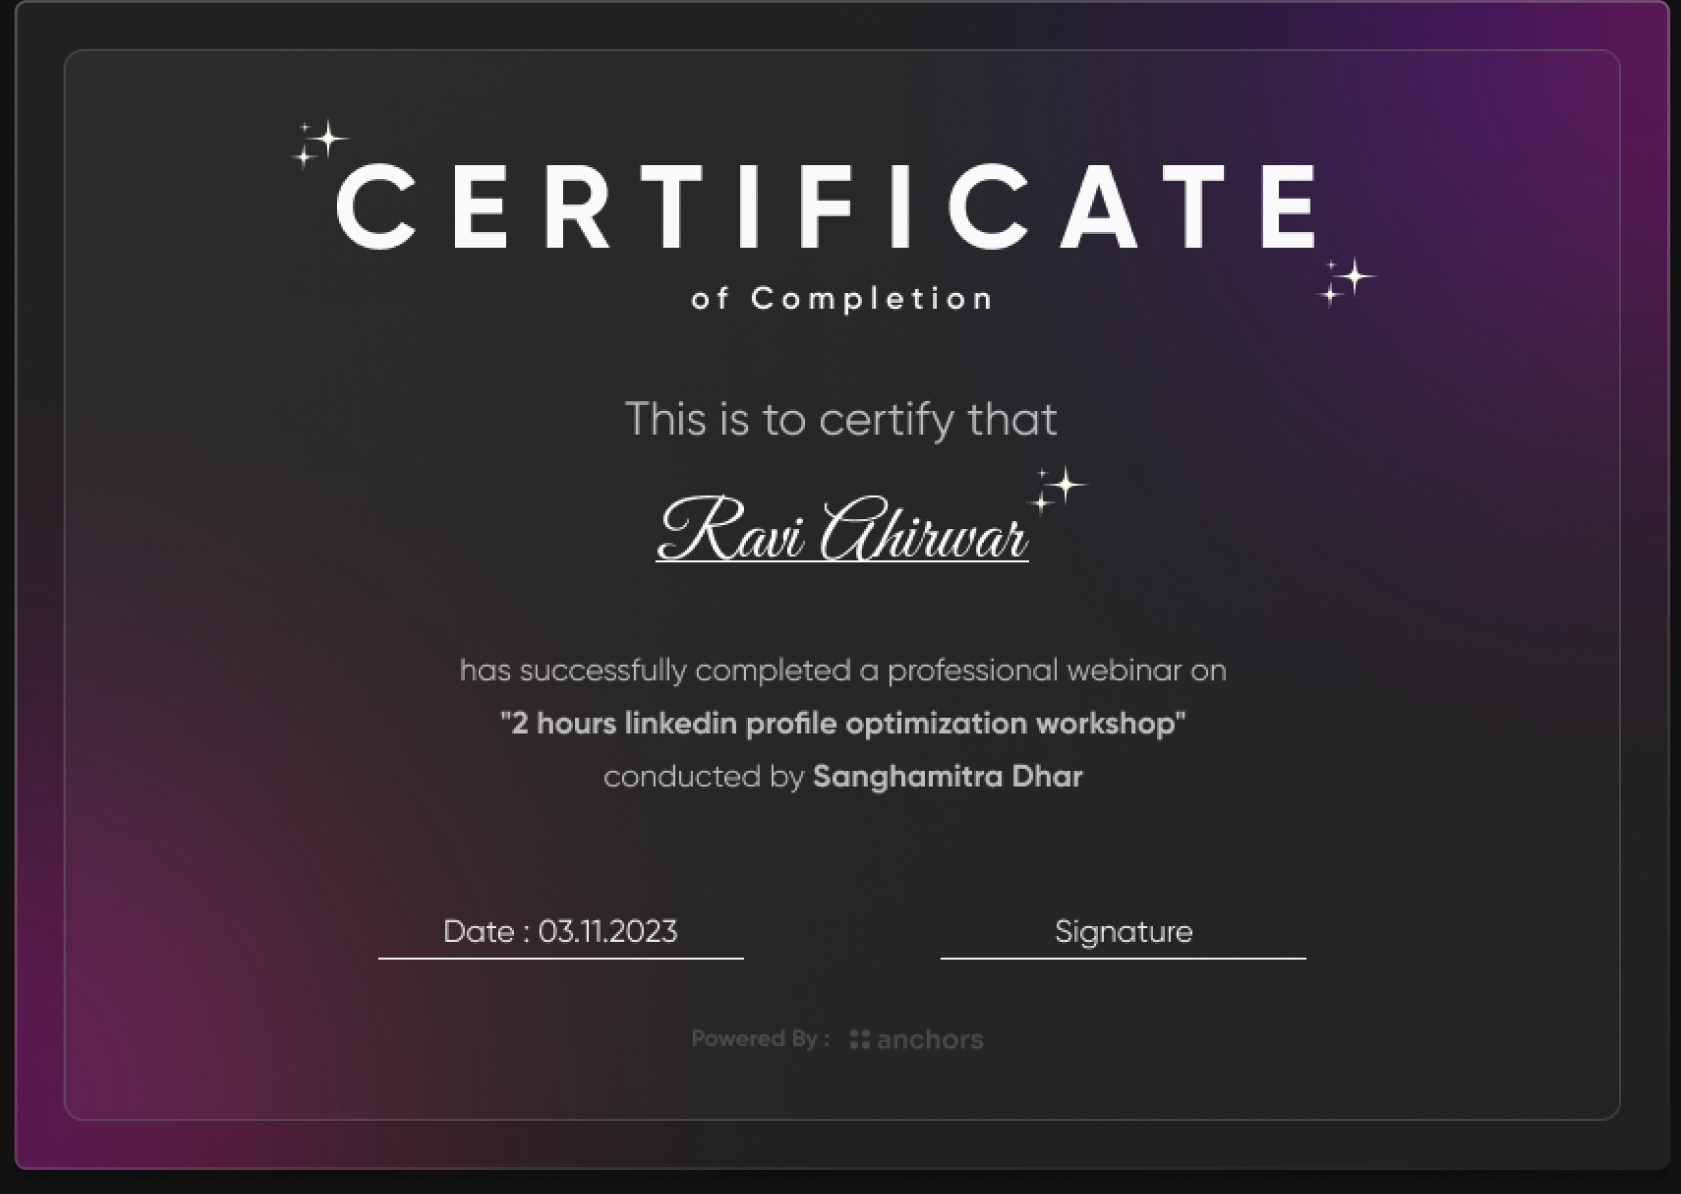 CERTIFICATE
of Completion
This is to certify that
Ravi Ahirwar
has successfully completed a professional webinar on
"2 hours linkedin profile optimization workshop"
conducted by Sanghamitra Dhar
Date : 03.11.2023
Signature
Powered By : anchors